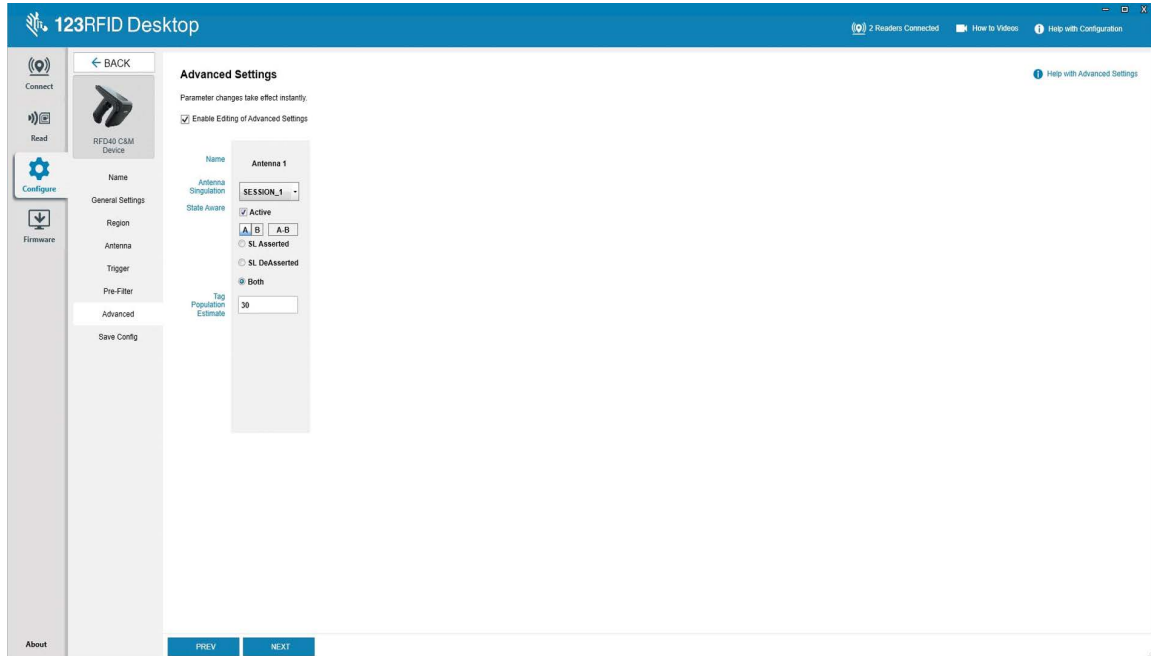 123RFID Desktop
2 Readers Connected
How to Videos
Help with Configuration
— X
Connect
Read
Configure
Firmware
About
← BACK
RFD40 C&M
Device
Name
General Settings
Region
Antenna
Trigger
Pre-Filter
Advanced
Save Config
Advanced Settings
Help with Advanced Settings
Parameter changes take effect instantly.
Enable Editing of Advanced Settings
Name
Antenna 1
Antenna
Singulation
SESSION_1
State Aware
Active
A B A-B
SL Asserted
SL DeAsserted
Both
Tag
Population
Estimate
30
PREV NEXT